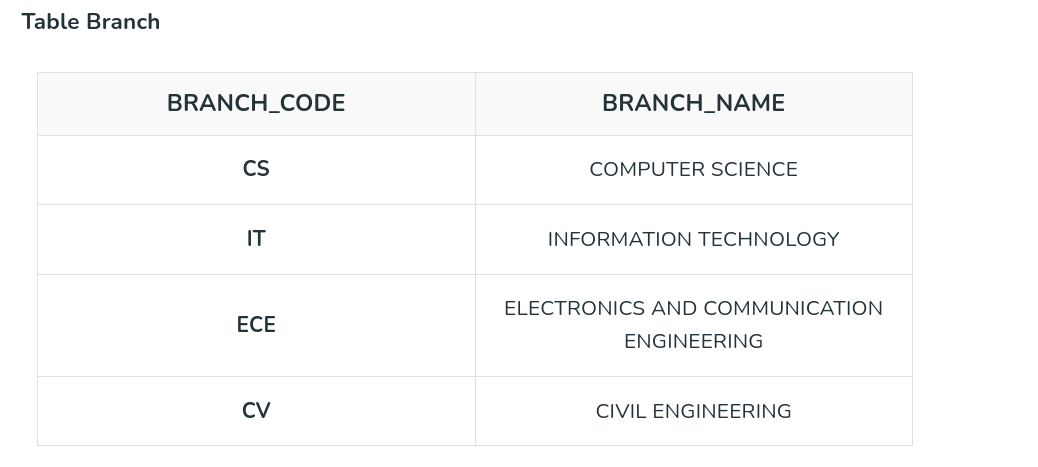 Table Branch
BRANCH_CODE BRANCH_NAME
CS COMPUTER SCIENCE
IT INFORMATION TECHNOLOGY
ECE ELECTRONICS AND COMMUNICATION
ENGINEERING
CV CIVIL ENGINEERING